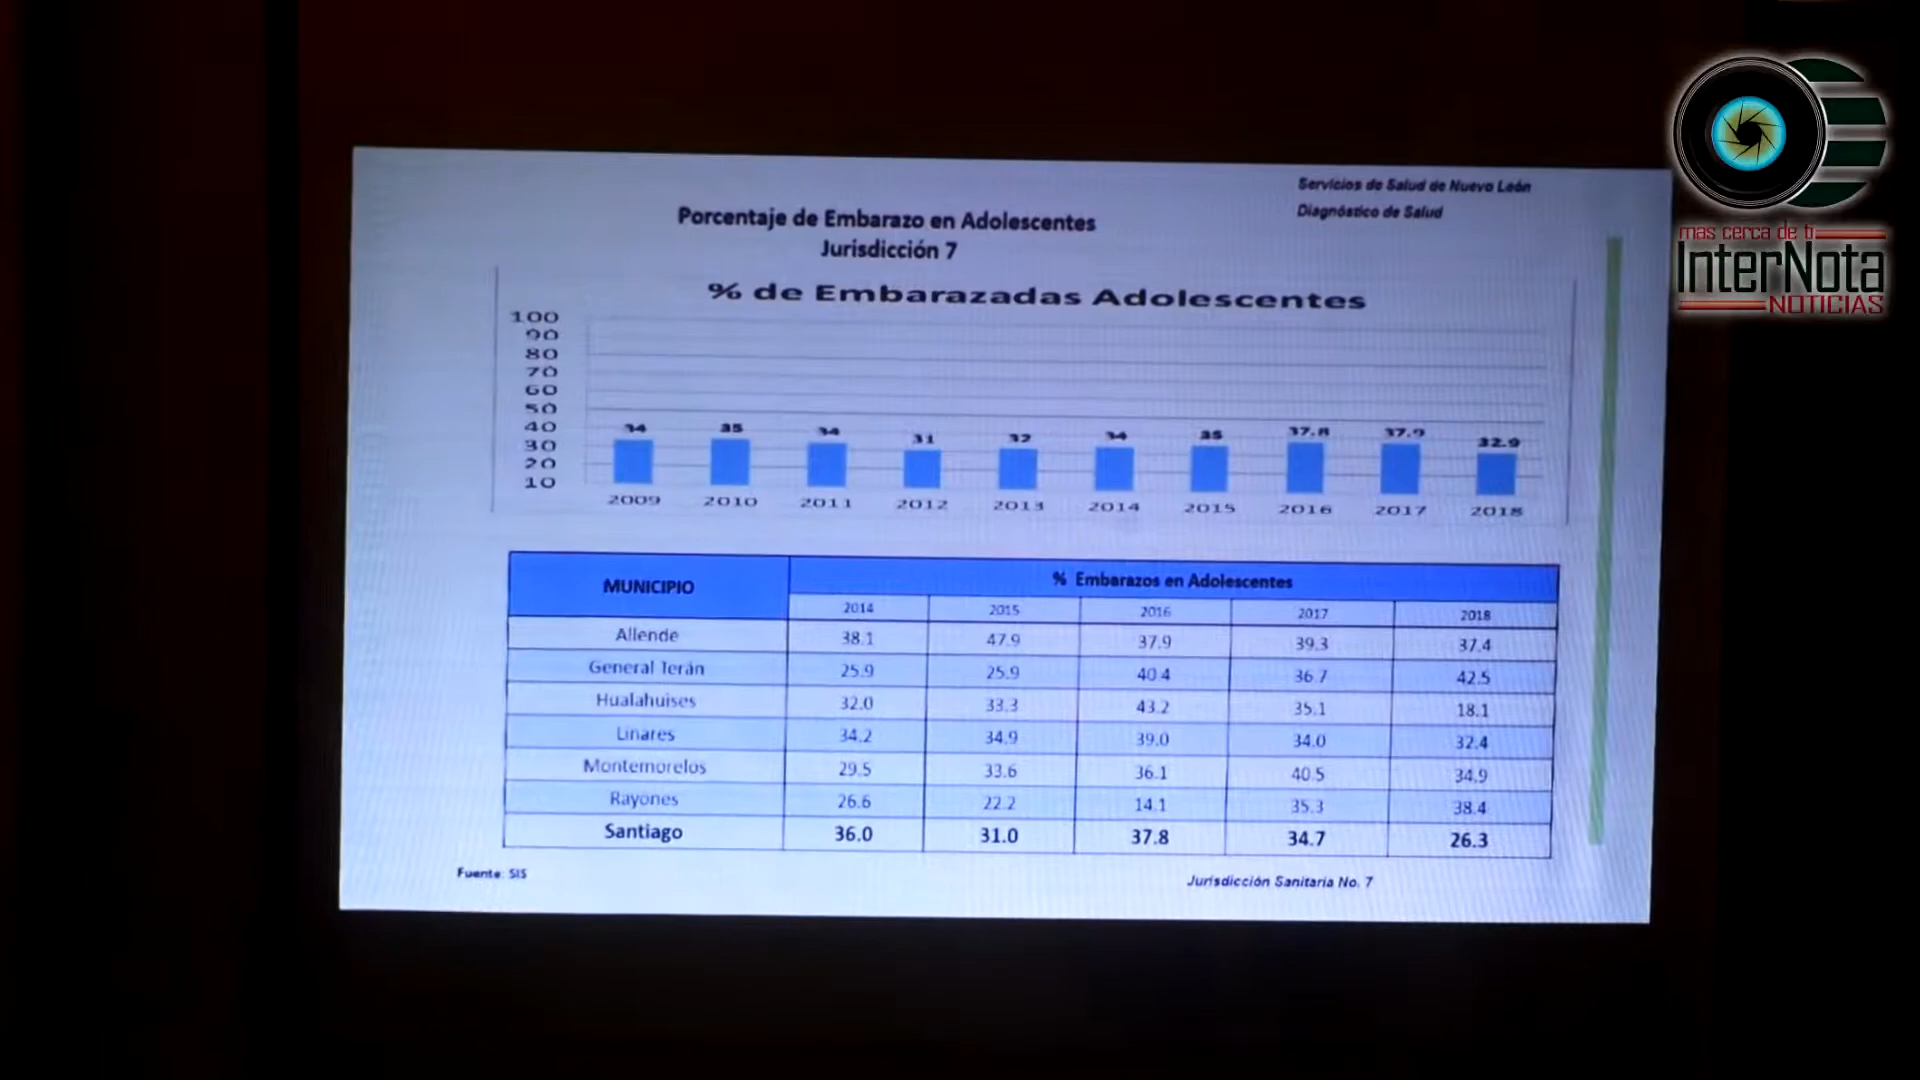 Servicios de Salud de Nuevo León
Diagnóstico de Salud
Porcentaje de Embarazo en Adolescentes
Jurisdicción 7
% de Embarazadas Adolescentes
100
90
80
70
60
50
40
30
20
10
34 35 34 31 32 34 35 37.8 37.9 32.9
2009 2010 2011 2012 2013 2014 2015 2016 2017 2018
MUNICIPIO % Embarazos en Adolescentes
2014 2015 2016 2017 2018
Allende 38.1 47.9 37.9 39.3 37.4
General Terán 25.9 25.9 40.4 36.7 42.5
Hualahuises 32.0 33.3 43.2 35.1 18.1
Linares 34.2 34.9 39.0 34.0 32.4
Montemorelos 29.5 33.6 36.1 40.5 34.9
Rayones 26.6 22.2 14.1 35.3 38.4
Santiago 36.0 31.0 37.8 34.7 26.3
Fuente: SIS
Jurisdicción Sanitaria No. 7
mas cerca de ti
InterNota
NOTICIAS